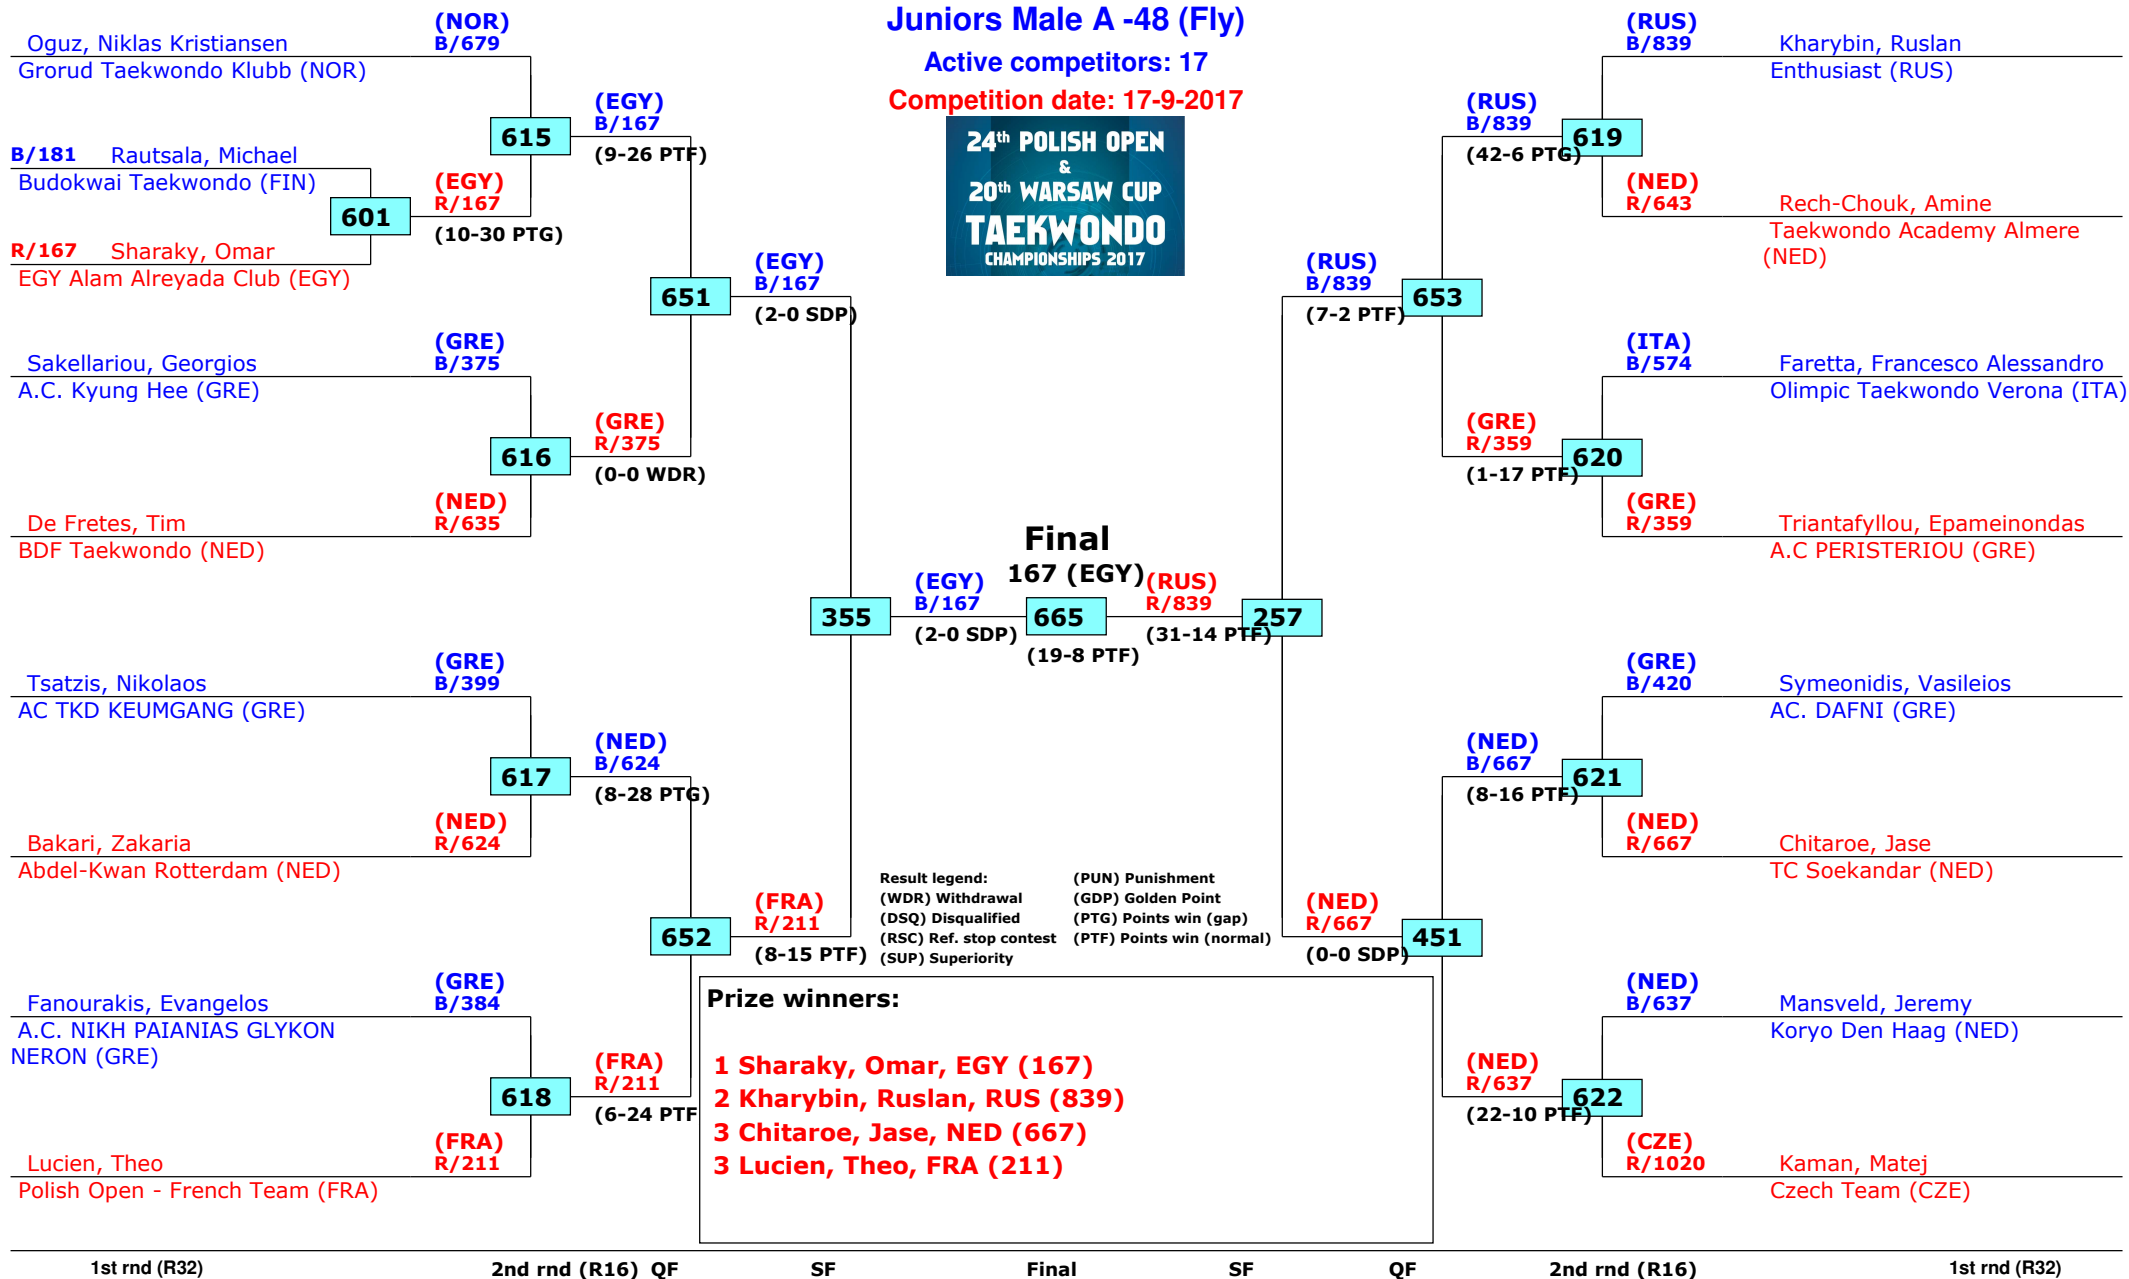 Juniors Male A -48 (Fly)
Active competitors: 17
Competition date: 17-9-2017
24th POLISH OPEN
&
20th WARSAW CUP
TAEKWONDO
CHAMPIONSHIPS 2017
Oguz, Niklas Kristiansen
Grorud Taekwondo Klubb (NOR)
(NOR)
B/679
B/181 Rautsala, Michael
Budokwai Taekwondo (FIN)
R/167 Sharaky, Omar
EGY Alam Alreyada Club (EGY)
601
(EGY)
R/167
(10-30 PTG)
615
(EGY)
B/167
(9-26 PTF)
Sakellariou, Georgios
A.C. Kyung Hee (GRE)
(GRE)
B/375
De Fretes, Tim
BDF Taekwondo (NED)
(NED)
R/635
616
(GRE)
R/375
(0-0 WDR)
651
(EGY)
B/167
(2-0 SDP)
Tsatzis, Nikolaos
AC TKD KEUMGANG (GRE)
(GRE)
B/399
Bakari, Zakaria
Abdel-Kwan Rotterdam (NED)
(NED)
R/624
617
(NED)
B/624
(8-28 PTG)
Fanourakis, Evangelos
A.C. NIKH PAIANIAS GLYKON
NERON (GRE)
(GRE)
B/384
Lucien, Theo
Polish Open - French Team (FRA)
(FRA)
R/211
618
(FRA)
R/211
(6-24 PTF
652
(FRA)
R/211
(8-15 PTF)
355
(EGY)
B/167
(2-0 SDP)
Final
167 (EGY)
665
(19-8 PTF)
(RUS)
R/839
(31-14 PTF)
257
(RUS)
B/839
(7-2 PTF)
653
(RUS)
B/839
(42-6 PTG)
619
(RUS)
B/839
Kharybin, Ruslan
Enthusiast (RUS)
(NED)
R/643
Rech-Chouk, Amine
Taekwondo Academy Almere
(NED)
(GRE)
R/359
(1-17 PTF)
620
(ITA)
B/574
Faretta, Francesco Alessandro
Olimpic Taekwondo Verona (ITA)
(GRE)
R/359
Triantafyllou, Epameinondas
A.C PERISTERIOU (GRE)
(NED)
R/667
(0-0 SDP)
451
(NED)
B/667
(8-16 PTF)
621
(GRE)
B/420
Symeonidis, Vasileios
AC. DAFNI (GRE)
(NED)
R/667
Chitaroe, Jase
TC Soekandar (NED)
(NED)
R/637
(22-10 PTF)
622
(NED)
B/637
Mansveld, Jeremy
Koryo Den Haag (NED)
(CZE)
R/1020
Kaman, Matej
Czech Team (CZE)
Result legend:
(WDR) Withdrawal
(DSQ) Disqualified
(RSC) Ref. stop contest
(SUP) Superiority
(PUN) Punishment
(GDP) Golden Point
(PTG) Points win (gap)
(PTF) Points win (normal)
Prize winners:
1 Sharaky, Omar, EGY (167)
2 Kharybin, Ruslan, RUS (839)
3 Chitaroe, Jase, NED (667)
3 Lucien, Theo, FRA (211)
1st rnd (R32) 2nd rnd (R16) QF SF Final SF QF 2nd rnd (R16) 1st rnd (R32)